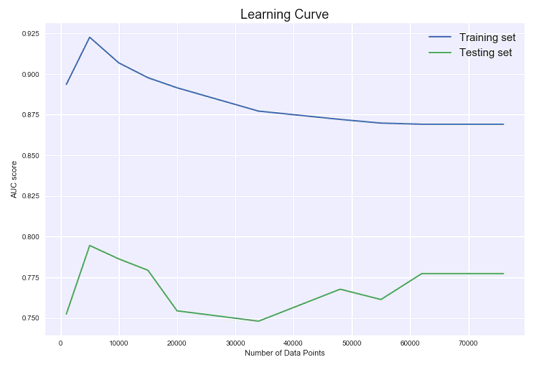 Learning Curve
Training set
Testing set
0.925
0.900
0.875
0.850
0.825
0.800
0.775
0.750
AUC score
0 10000 20000 30000 40000 50000 60000 70000
Number of Data Points